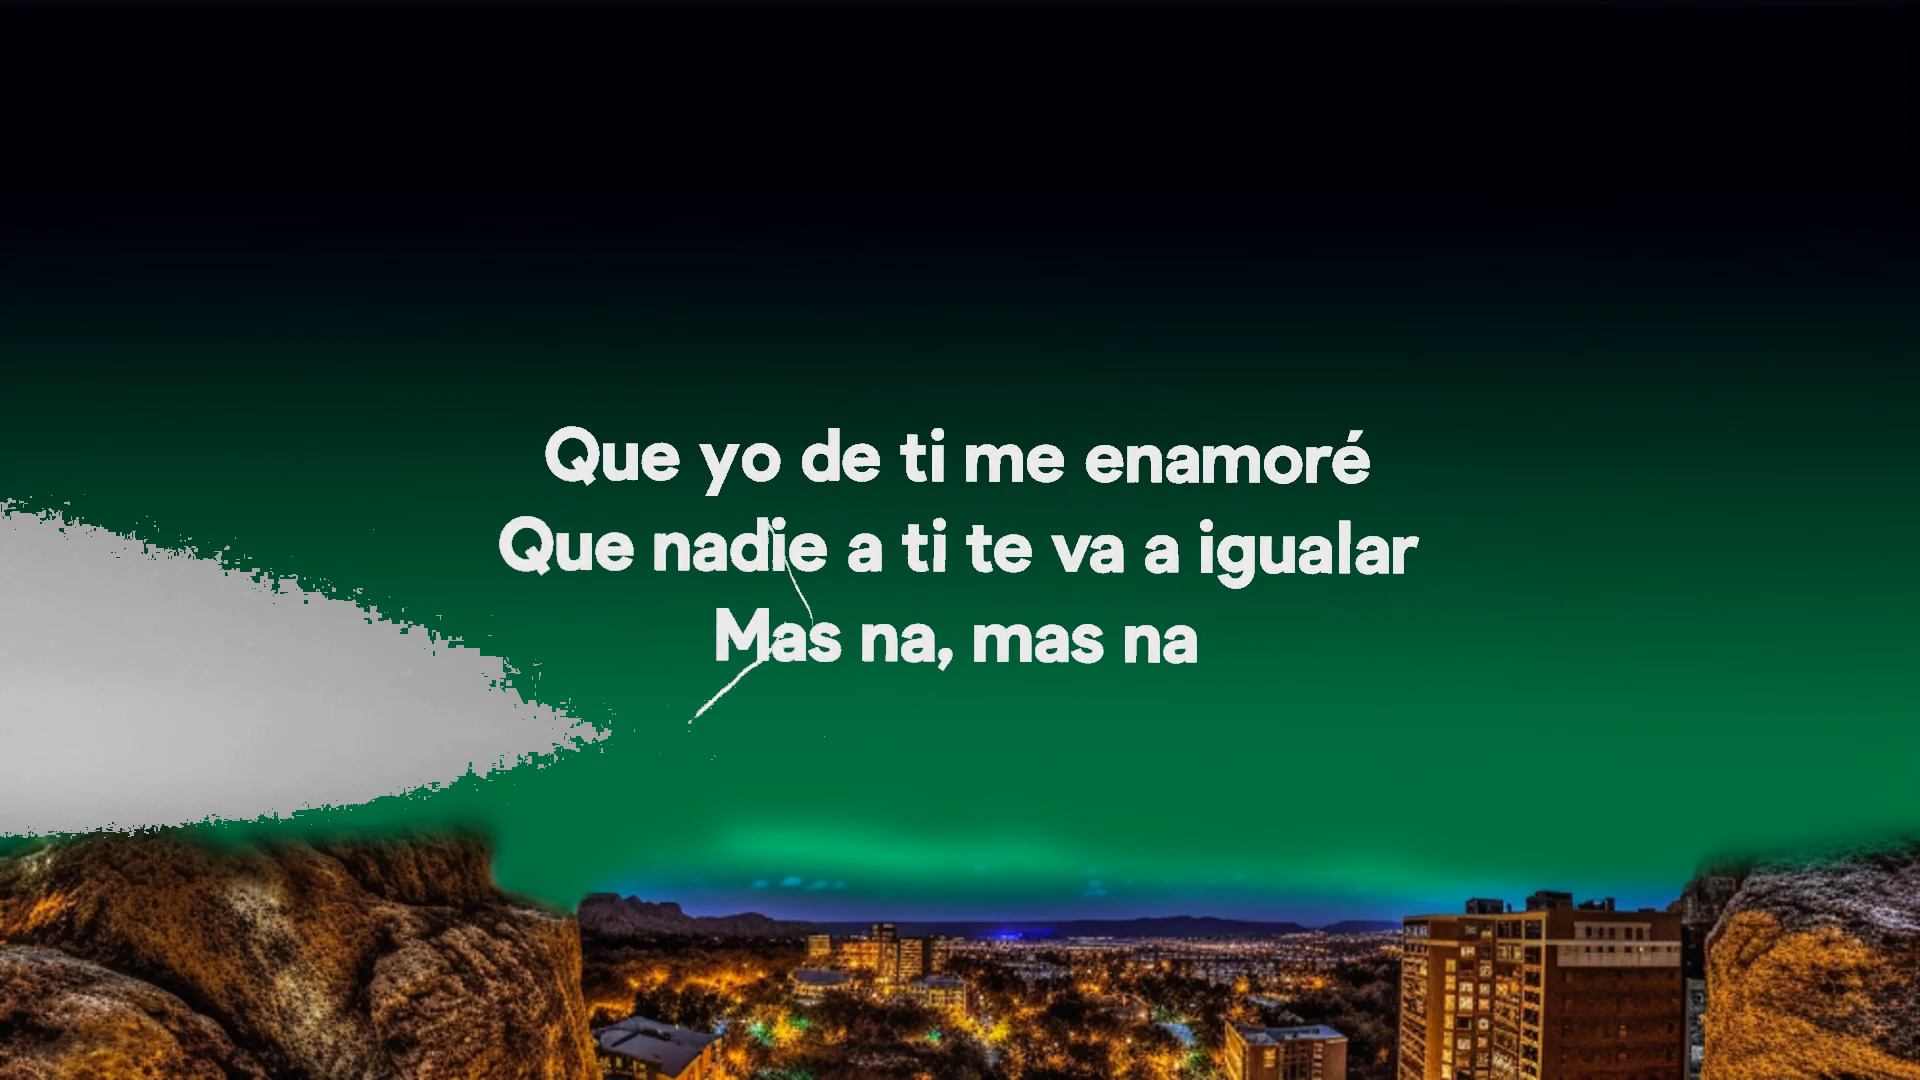 Que yo de ti me enamoré
Que nadie a ti te va a igualar
Mas na, mas na